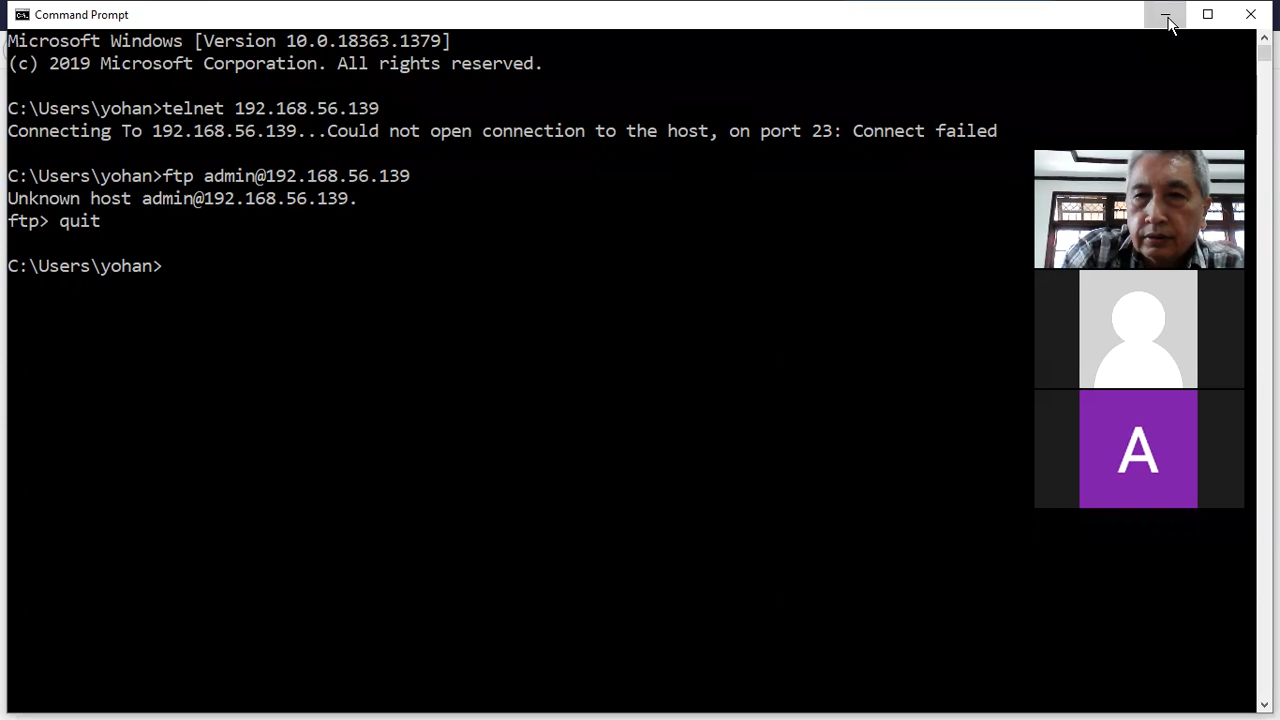 Command Prompt
Microsoft Windows [Version 10.0.18363.1379]
(c) 2019 Microsoft Corporation. All rights reserved.
C:\Users\yohan>telnet 192.168.56.139
Connecting To 192.168.56.139...Could not open connection to the host, on port 23: Connect failed
C:\Users\yohan>ftp admin@192.168.56.139
Unknown host admin@192.168.56.139.
ftp> quit
C:\Users\yohan>
A